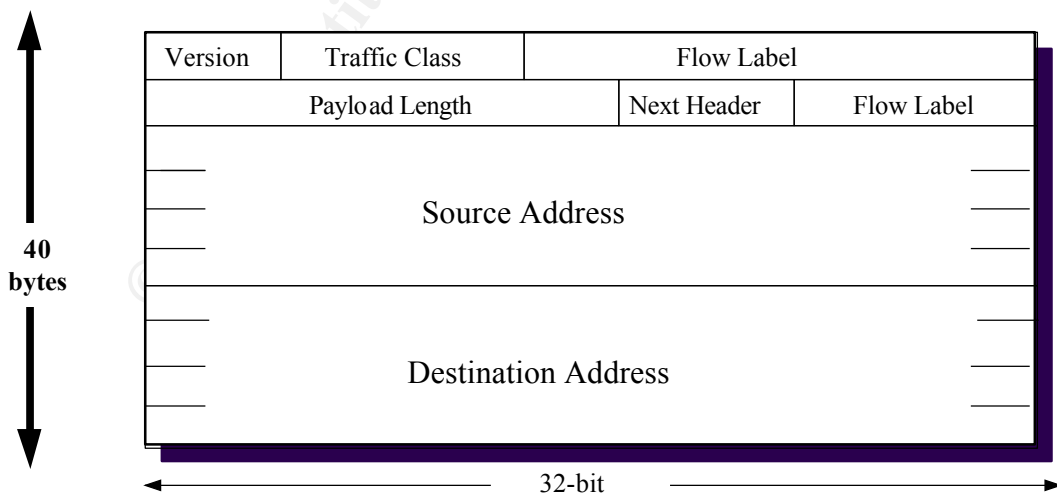 Version Traffic Class Flow Label
Payload Length Next Header Flow Label
Source Address
40
bytes
Destination Address
32-bit